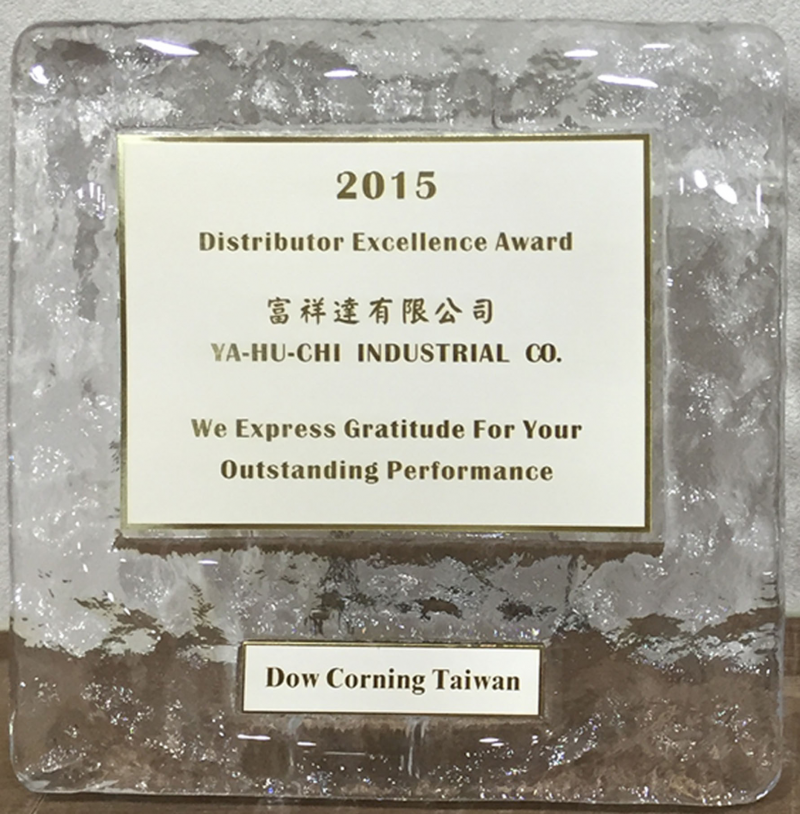 2015
Distributor Excellence Award
富祥達有限公司
YA-HU-CHI INDUSTRIAL CO.
We Express Gratitude For Your
Outstanding Performance
Dow Corning Taiwan